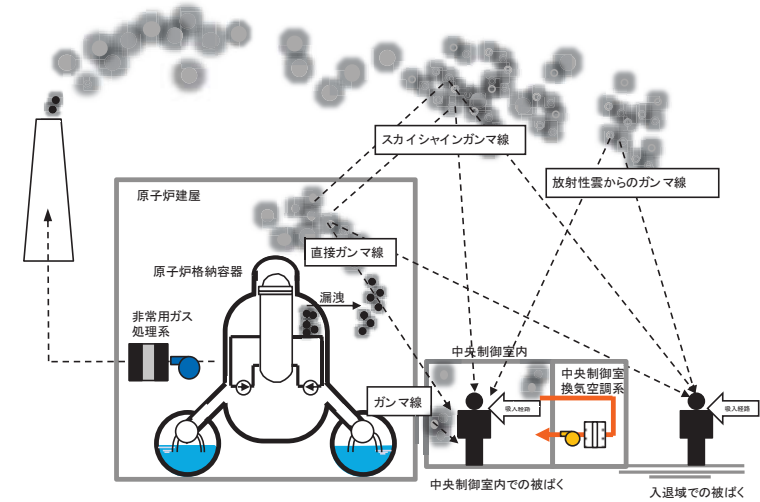 スカイシャインガンマ線
放射性雲からのガンマ線
原子炉建屋
直接ガンマ線
原子炉格納容器
漏洩
非常用ガス
処理系
中央制御室内
中央制御室
換気空調系
ガンマ線
吸入経路
吸入経路
中央制御室内での被ばく
入退域での被ばく